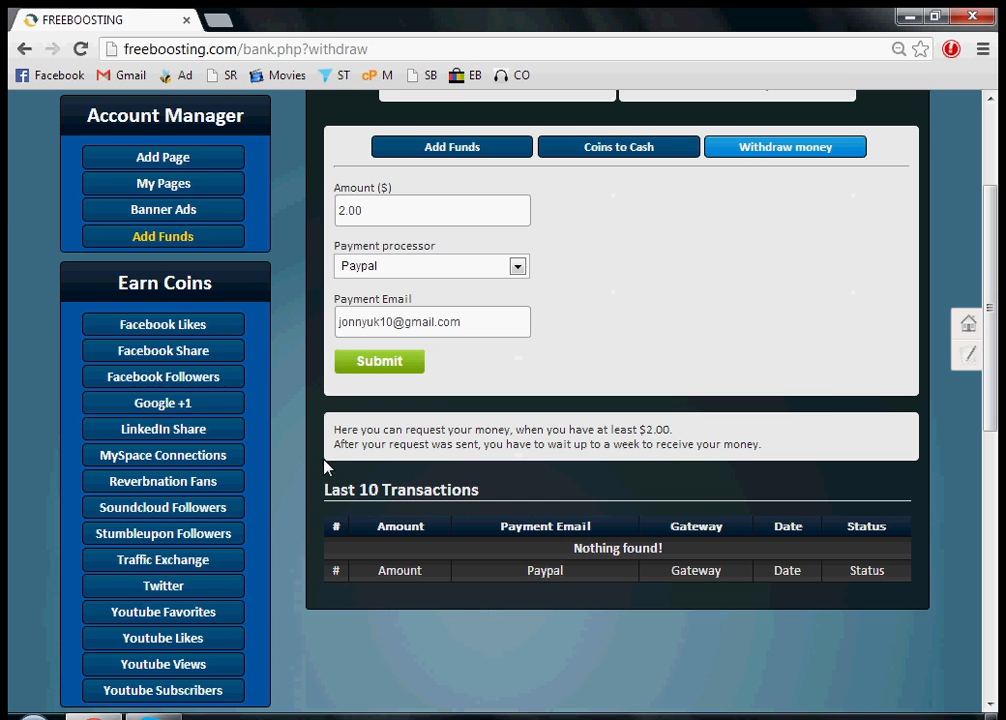 FREEBOOSTING
freeboosting.com/bank.php?withdraw
Facebook Gmail Ad SR Movies ST cP M SB EB CO
Account Manager
Add Page
My Pages
Banner Ads
Add Funds
Earn Coins
Facebook Likes
Facebook Share
Facebook Followers
Google +1
LinkedIn Share
MySpace Connections
Reverbnation Fans
Soundcloud Followers
Stumbleupon Followers
Traffic Exchange
Twitter
Youtube Favorites
Youtube Likes
Youtube Views
Youtube Subscribers
Add Funds Coins to Cash Withdraw money
Amount ($)
2.00
Payment processor
Paypal
Payment Email
jonnyuk10@gmail.com
Submit
Here you can request your money, when you have at least $2.00.
After your request was sent, you have to wait up to a week to receive your money.
Last 10 Transactions
# Amount Payment Email Gateway Date Status
Nothing found!
# Amount Paypal Gateway Date Status